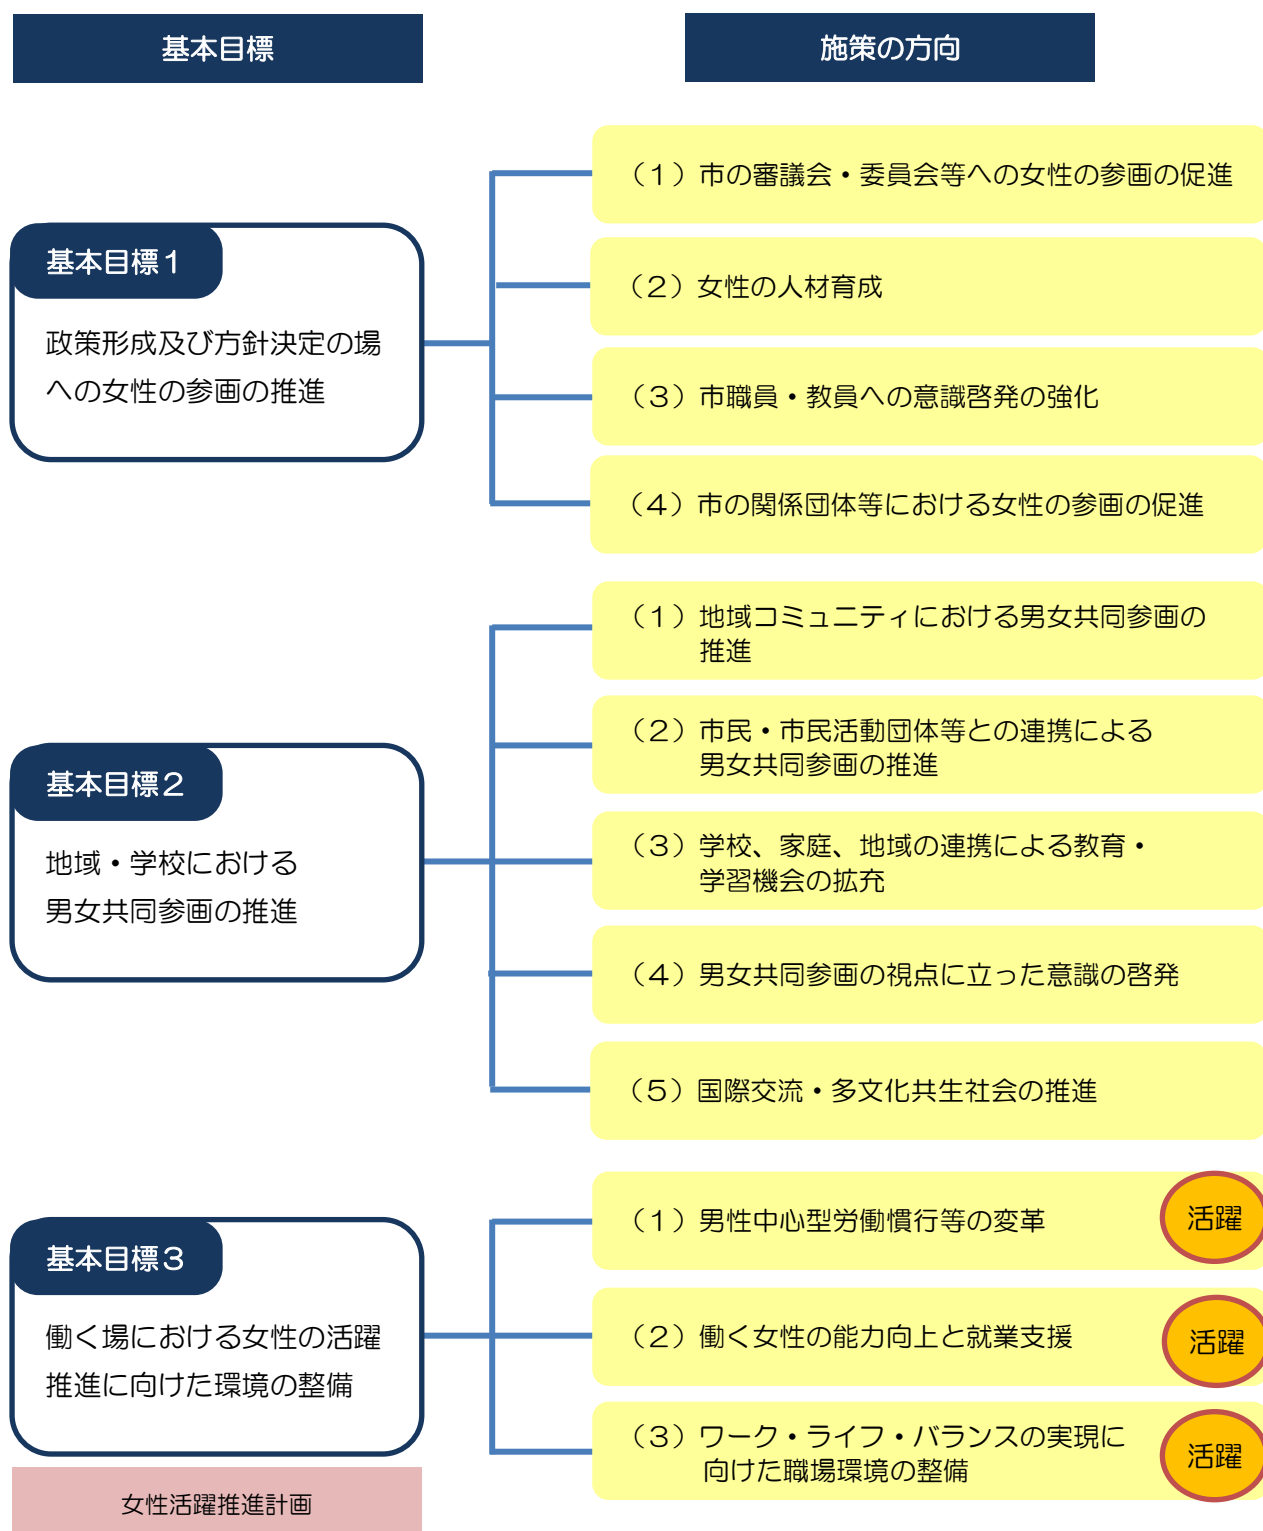 基本目標
施策の方向
基本目標１
政策形成及び方針決定の場
への女性の参画の推進
（１）市の審議会・委員会等への女性の参画の促進
（２）女性の人材育成
（３）市職員・教員への意識啓発の強化
（４）市の関係団体等における女性の参画の促進
基本目標２
地域・学校における
男女共同参画の推進
（１）地域コミュニティにおける男女共同参画の
推進
（２）市民・市民活動団体等との連携による
男女共同参画の推進
（３）学校、家庭、地域の連携による教育・
学習機会の拡充
（４）男女共同参画の視点に立った意識の啓発
（５）国際交流・多文化共生社会の推進
基本目標３
働く場における女性の活躍
推進に向けた環境の整備
女性活躍推進計画
（１）男性中心型労働慣行等の変革
活躍
（２）働く女性の能力向上と就業支援
活躍
（３）ワーク・ライフ・バランスの実現に
向けた職場環境の整備
活躍